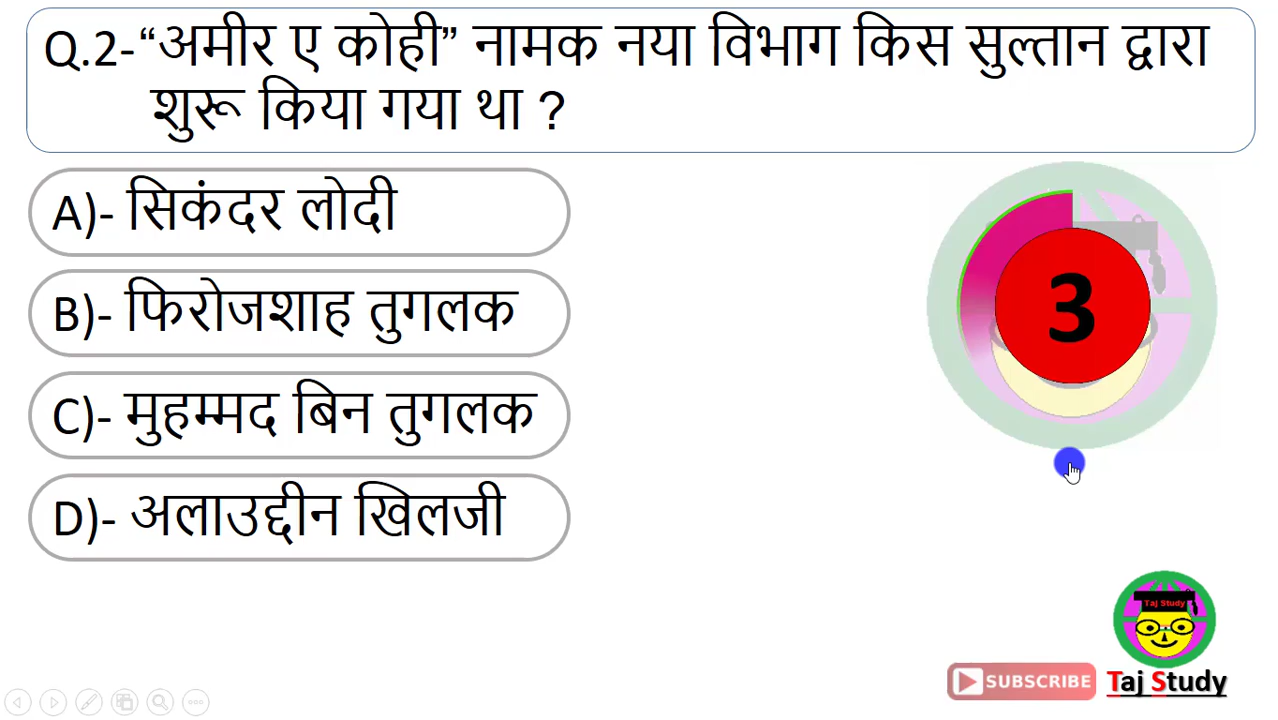 Q.2-“अमीर ए कोही” नामक नया विभाग किस सुल्तान द्वारा
शुरू किया गया था ?
A)- सिकंदर लोदी
B)- फिरोजशाह तुगलक
C)- मुहम्मद बिन तुगलक
D)- अलाउद्दीन खिलजी
3
Taj Study
SUBSCRIBE
Taj Study